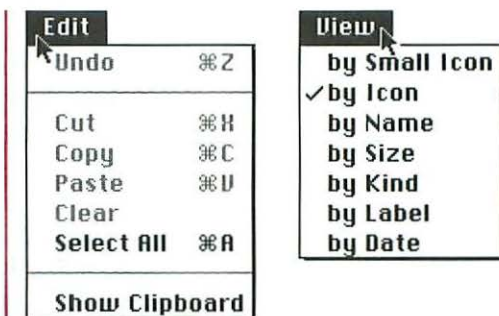 Edit
Undo ⌘Z
Cut ⌘X
Copy ⌘C
Paste ⌘V
Clear
Select All ⌘A
Show Clipboard
View
by Small Icon
✓by Icon
by Name
by Size
by Kind
by Label
by Date